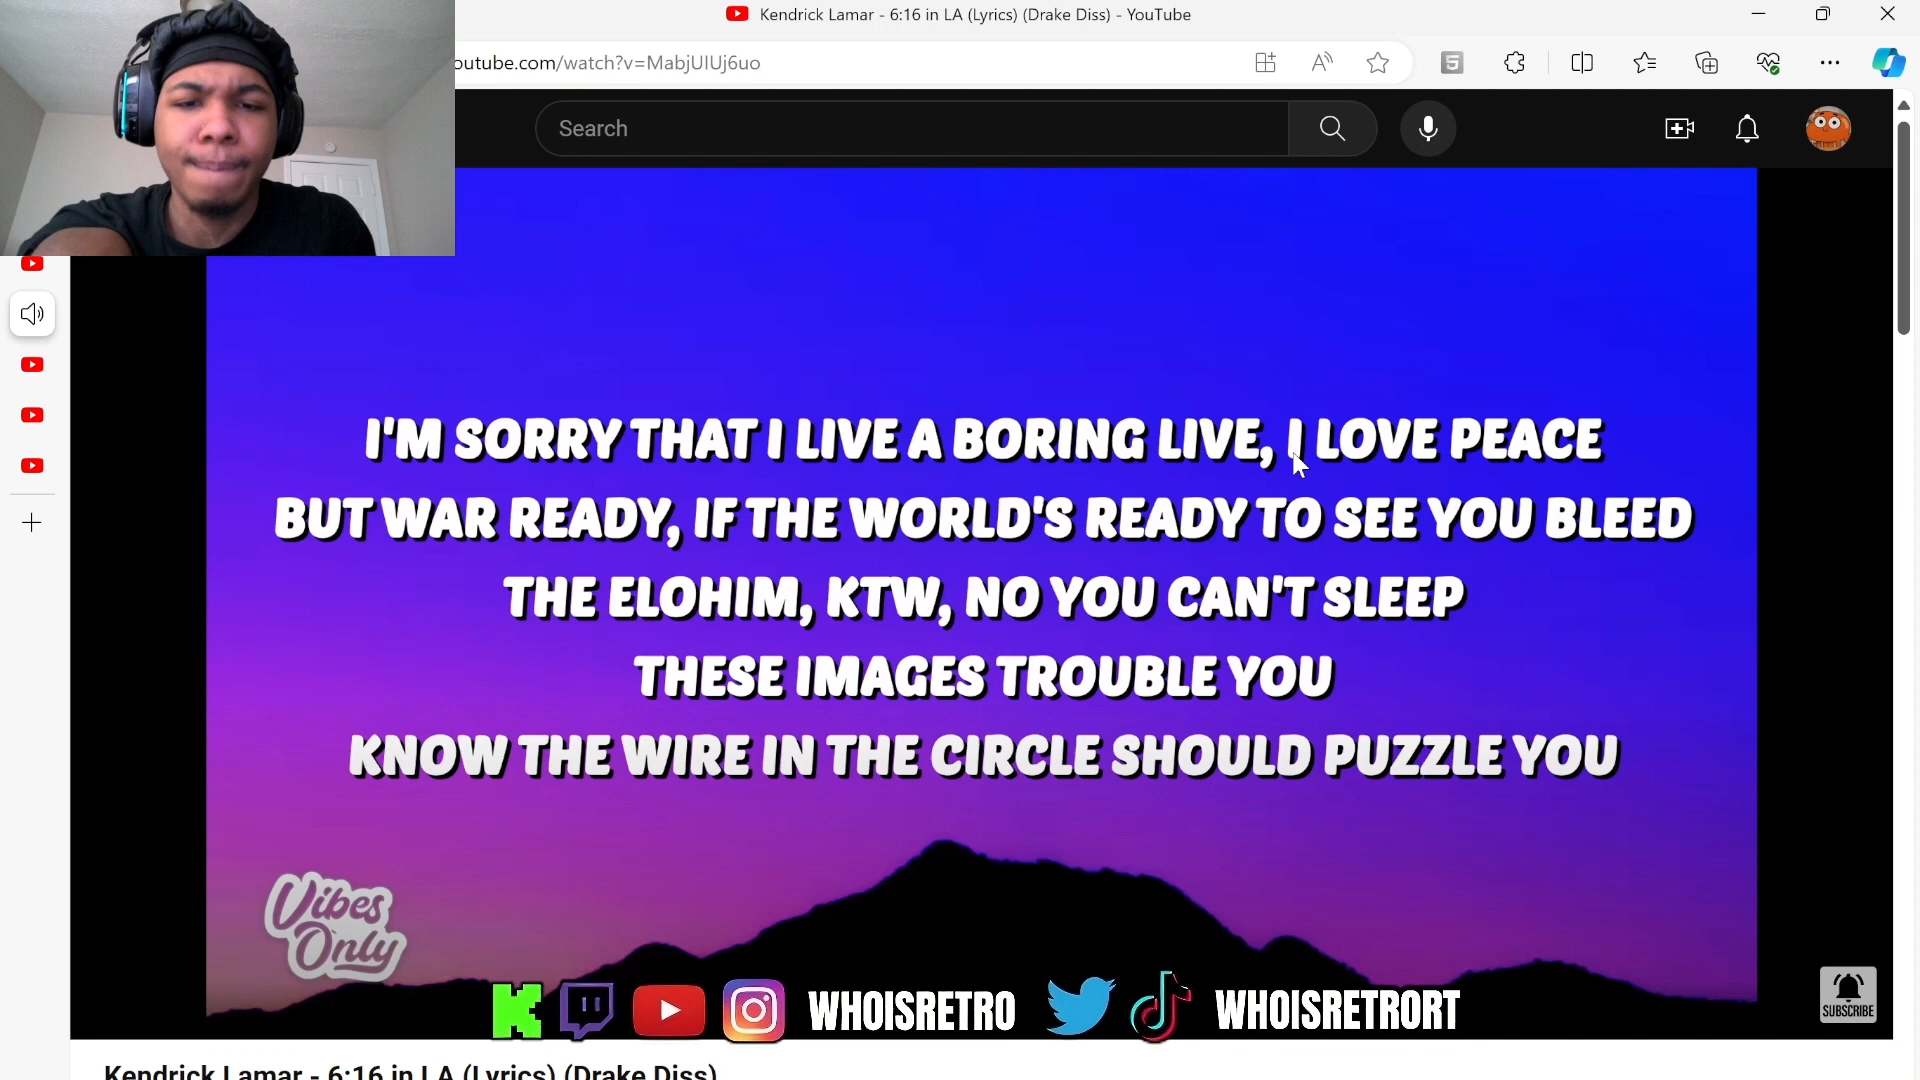 Kendrick Lamar - 6:16 in LA (Lyrics) (Drake Diss) - YouTube
outube.com/watch?v=MabjUIUj6uo
Search
I'M SORRY THAT I LIVE A BORING LIVE, I LOVE PEACE
BUT WAR READY, IF THE WORLD'S READY TO SEE YOU BLEED
THE ELOHIM, KTW, NO YOU CAN'T SLEEP
THESE IMAGES TROUBLE YOU
KNOW THE WIRE IN THE CIRCLE SHOULD PUZZLE YOU
Vibes
Only
WHOISRETRO
WHOISRETRORT
SUBSCRIBE
Kendrick Lamar - 6:16 in LA (Lyrics) (Drake Diss)